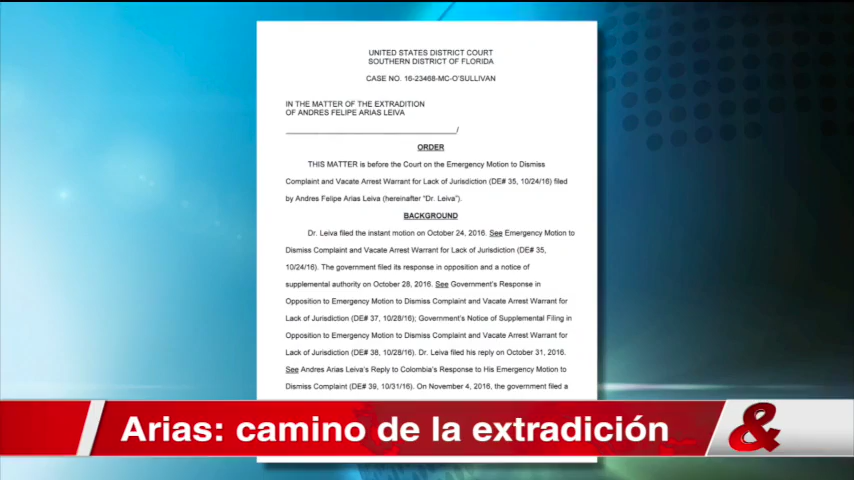 UNITED STATES DISTRICT COURT
SOUTHERN DISTRICT OF FLORIDA
CASE NO. 16-23468-MC-O'SULLIVAN
IN THE MATTER OF THE EXTRADITION
OF ANDRES FELIPE ARIAS LEIVA
/
ORDER
THIS MATTER is before the Court on the Emergency Motion to Dismiss
Complaint and Vacate Arrest Warrant for Lack of Jurisdiction (DE# 35, 10/24/16) filed
by Andres Felipe Arias Leiva (hereinafter "Dr. Leiva").
BACKGROUND
Dr. Leiva filed the instant motion on October 24, 2016. See Emergency Motion to
Dismiss Complaint and Vacate Arrest Warrant for Lack of Jurisdiction (DE# 35,
10/24/16). The government filed its response in opposition and a notice of
supplemental authority on October 28, 2016. See Government's Response in
Opposition to Emergency Motion to Dismiss Complaint and Vacate Arrest Warrant for
Lack of Jurisdiction (DE# 37, 10/28/16); Government's Notice of Supplemental Filing in
Opposition to Emergency Motion to Dismiss Complaint and Vacate Arrest Warrant for
Lack of Jurisdiction (DE# 38, 10/28/16). Dr. Leiva filed his reply on October 31, 2016.
See Andres Arias Leiva's Reply to Colombia's Response to His Emergency Motion to
Dismiss Complaint (DE# 39, 10/31/16). On November 4, 2016, the government filed a
Arias: camino de la extradición
&